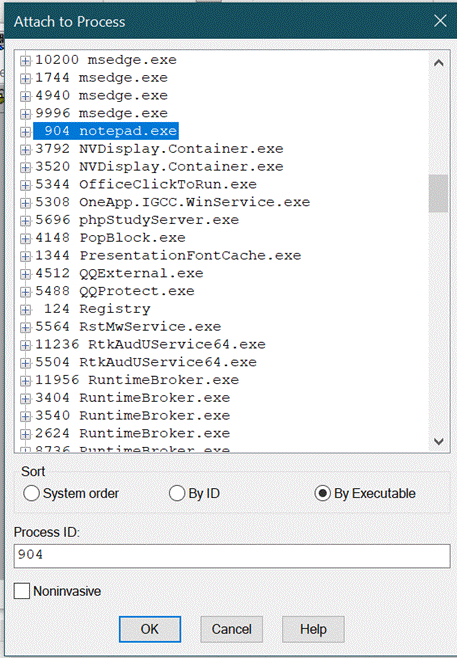 Attach to Process
10200 msedge.exe
1744 msedge.exe
4940 msedge.exe
9996 msedge.exe
904 notepad.exe
3792 NVDisplay.Container.exe
3520 NVDisplay.Container.exe
5344 OfficeClickToRun.exe
5308 OneApp.IGCC.WinService.exe
5696 phpStudyServer.exe
4148 PopBlock.exe
1344 PresentationFontCache.exe
4512 QQExternal.exe
5488 QQProtect.exe
124 Registry
5564 RstMwService.exe
11236 RtkAudUService64.exe
5504 RtkAudUService64.exe
11956 RuntimeBroker.exe
3404 RuntimeBroker.exe
3540 RuntimeBroker.exe
2624 RuntimeBroker.exe
8736 RuntimeBroker.exe
Sort
System order By ID By Executable
Process ID:
904
Noninvasive
OK Cancel Help